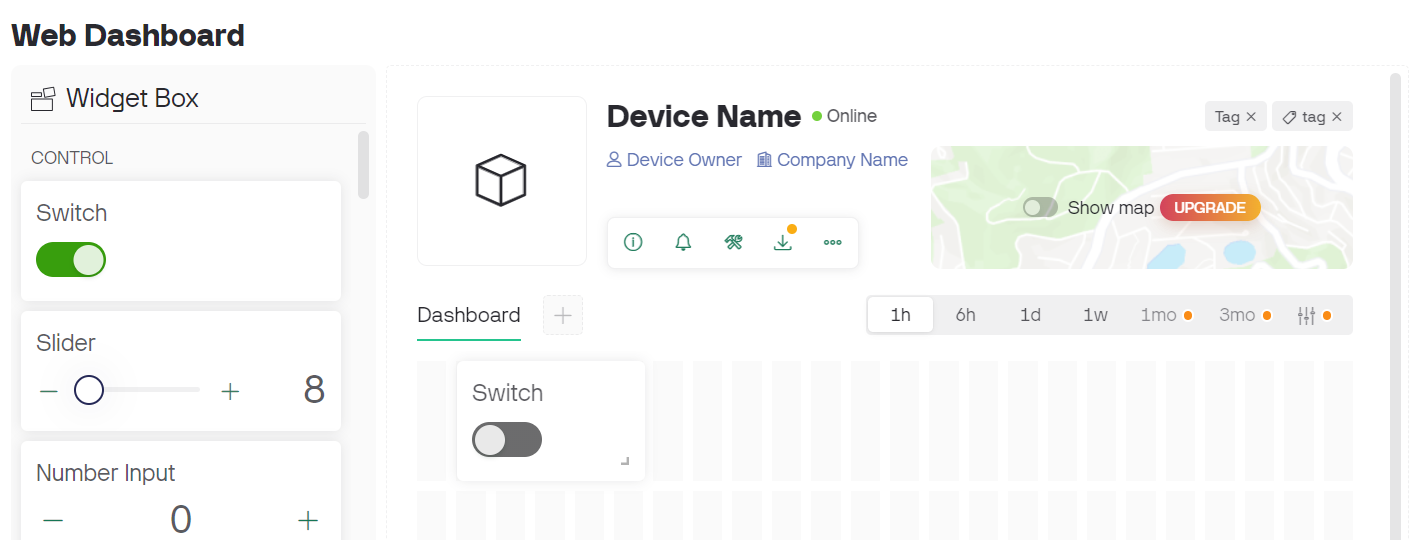 Web Dashboard
Widget Box
CONTROL
Switch
Slider
8
Number Input
0
Device Name Online
Device Owner Company Name
Tag tag
Show map UPGRADE
Dashboard
1h 6h 1d 1w 1mo 3mo
Switch